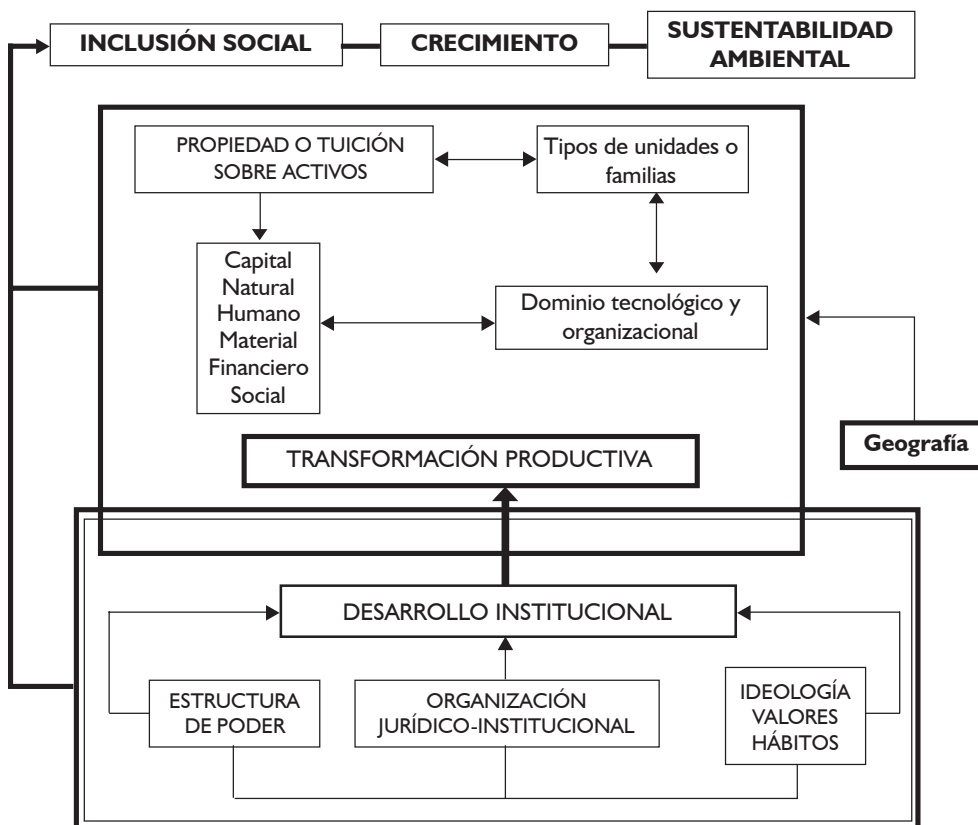 INCLUSIÓN SOCIAL
CRECIMIENTO
SUSTENTABILIDAD
AMBIENTAL
PROPIEDAD O TUICIÓN
SOBRE ACTIVOS
Tipos de unidades o
familias
Capital
Natural
Humano
Material
Financiero
Social
Dominio tecnológico y
organizacional
Geografía
TRANSFORMACIÓN PRODUCTIVA
DESARROLLO INSTITUCIONAL
ESTRUCTURA
DE PODER
ORGANIZACIÓN
JURÍDICO-INSTITUCIONAL
IDEOLOGÍA
VALORES
HÁBITOS